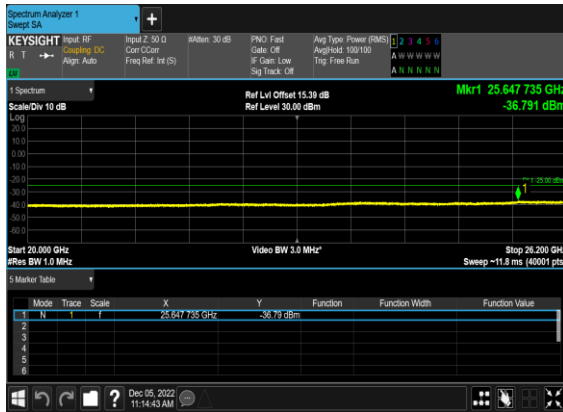 Spectrum Analyzer 1
Swept SA
+
KEYSIGHT Input: RF Input Z: 50 Ω #Atten: 30 dB PNO: Fast Avg Type: Power (RMS) 1 2 3 4 5 6
R T Coupling: DC Corr CCorr Gate: Off Avg|Hold: 100/100 A W W W W W
Align: Auto Freq Ref: Int (S) IF Gain: Low Trig: Free Run
Sig Track: Off A N N N N N
1 Spectrum
Ref Lvl Offset 15.39 dB Mkr1 25.647 735 GHz
Scale/Div 10 dB Ref Level 30.00 dBm -36.791 dBm
Log
20.0
10.0
0.00
-10.0
-20.0
-25.00 dBm
-30.0 1
-40.0
-50.0
-60.0
Start 20.000 GHz Video BW 3.0 MHz* Stop 26.200 GHz
#Res BW 1.0 MHz Sweep ~11.8 ms (40001 pts)
5 Marker Table
Mode Trace Scale X Y Function Function Width Function Value
1 N 1 f 25.647 735 GHz -36.79 dBm
2
3
4
5
6
? Dec 05, 2022
11:14:43 AM